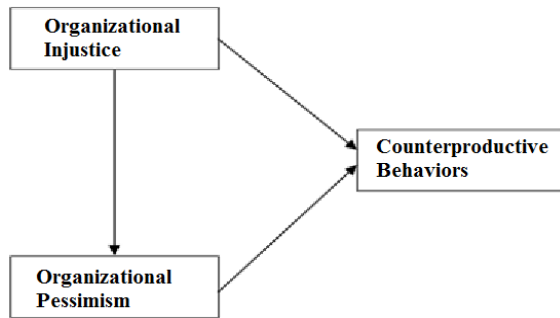 Organizational
Injustice
Counterproductive
Behaviors
Organizational
Pessimism